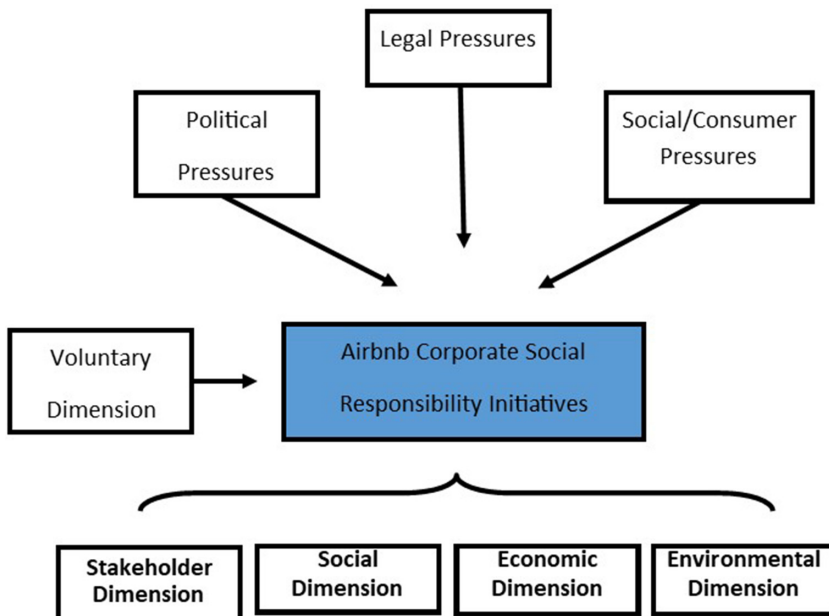 Legal Pressures
Political
Pressures
Social/Consumer
Pressures
Voluntary
Dimension
Airbnb Corporate Social
Responsibility Initiatives
Stakeholder
Dimension
Social
Dimension
Economic
Dimension
Environmental
Dimension